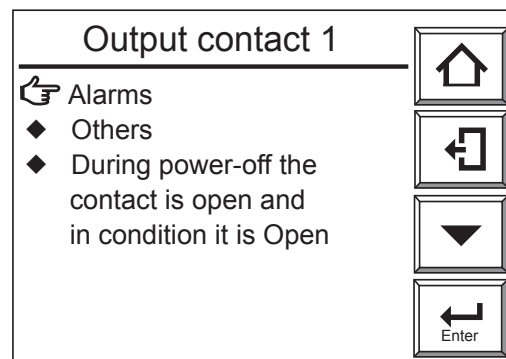 Output contact 1
Alarms
Others
During power-off the
contact is open and
in condition it is Open
Enter